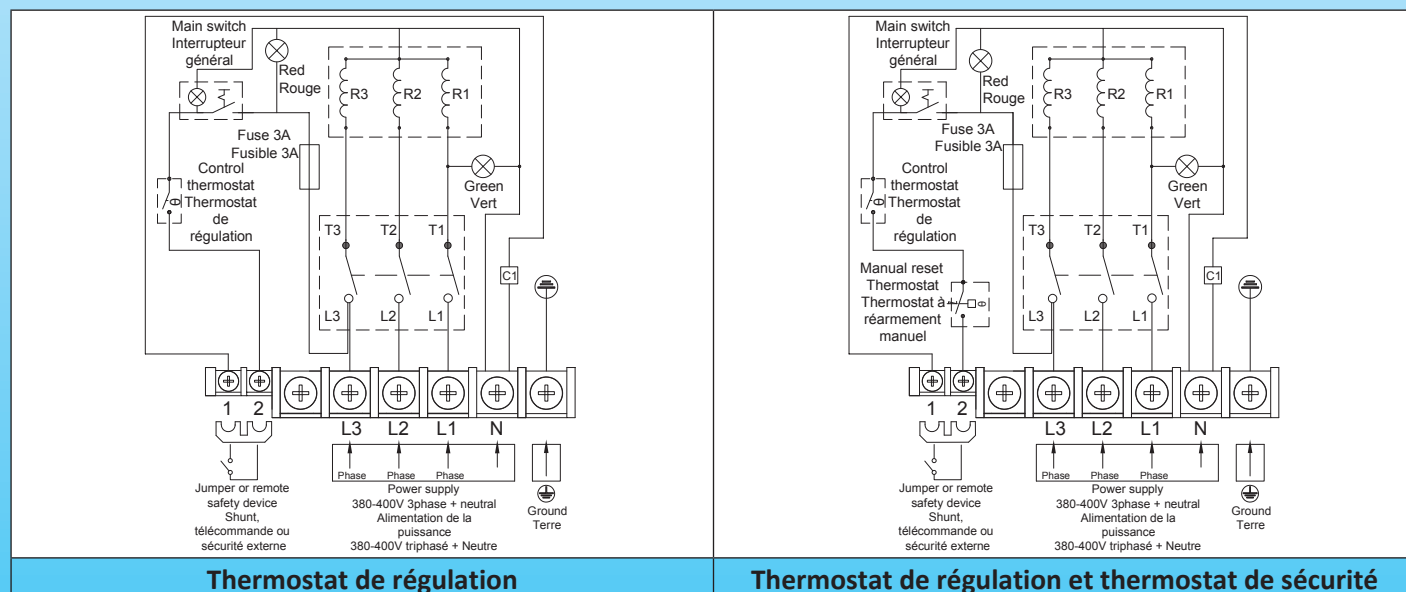 Main switch
Interrupteur
général
Red
Rouge
R3
R2
R1
Fuse 3A
Fusible 3A
Control
thermostat
Thermostat
de
régulation
Green
Vert
T3
T2
T1
C1
L3
L2
L1
1
2
L3
L2
L1
N
Phase
Phase
Phase
Jumper or remote
safety device
Shunt,
télécommande ou
sécurité externe
Power supply
380-400V 3phase + neutral
Alimentation de la
puissance
380-400V triphasé + Neutre
Ground
Terre
Thermostat de régulation
Main switch
Interrupteur
général
Red
Rouge
R3
R2
R1
Fuse 3A
Fusible 3A
Control
thermostat
Thermostat
de
régulation
Green
Vert
T3
T2
T1
Manual reset
Thermostat
Thermostat à
réarmement
manuel
C1
L3
L2
L1
1
2
L3
L2
L1
N
Phase
Phase
Phase
Jumper or remote
safety device
Shunt,
télécommande ou
sécurité externe
Power supply
380-400V 3phase + neutral
Alimentation de la
puissance
380-400V triphasé + Neutre
Ground
Terre
Thermostat de régulation et thermostat de sécurité